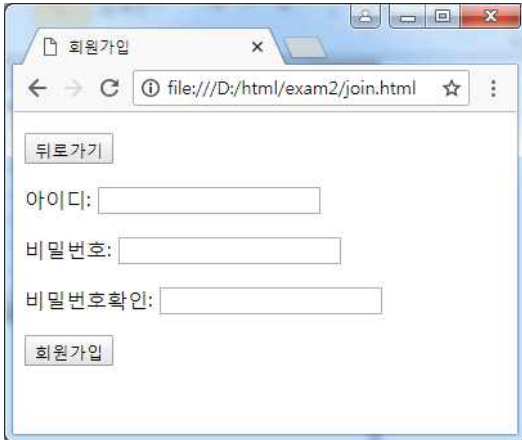 회원가입
file:///D:/html/exam2/join.html
뒤로가기
아이디:
비밀번호:
비밀번호확인:
회원가입